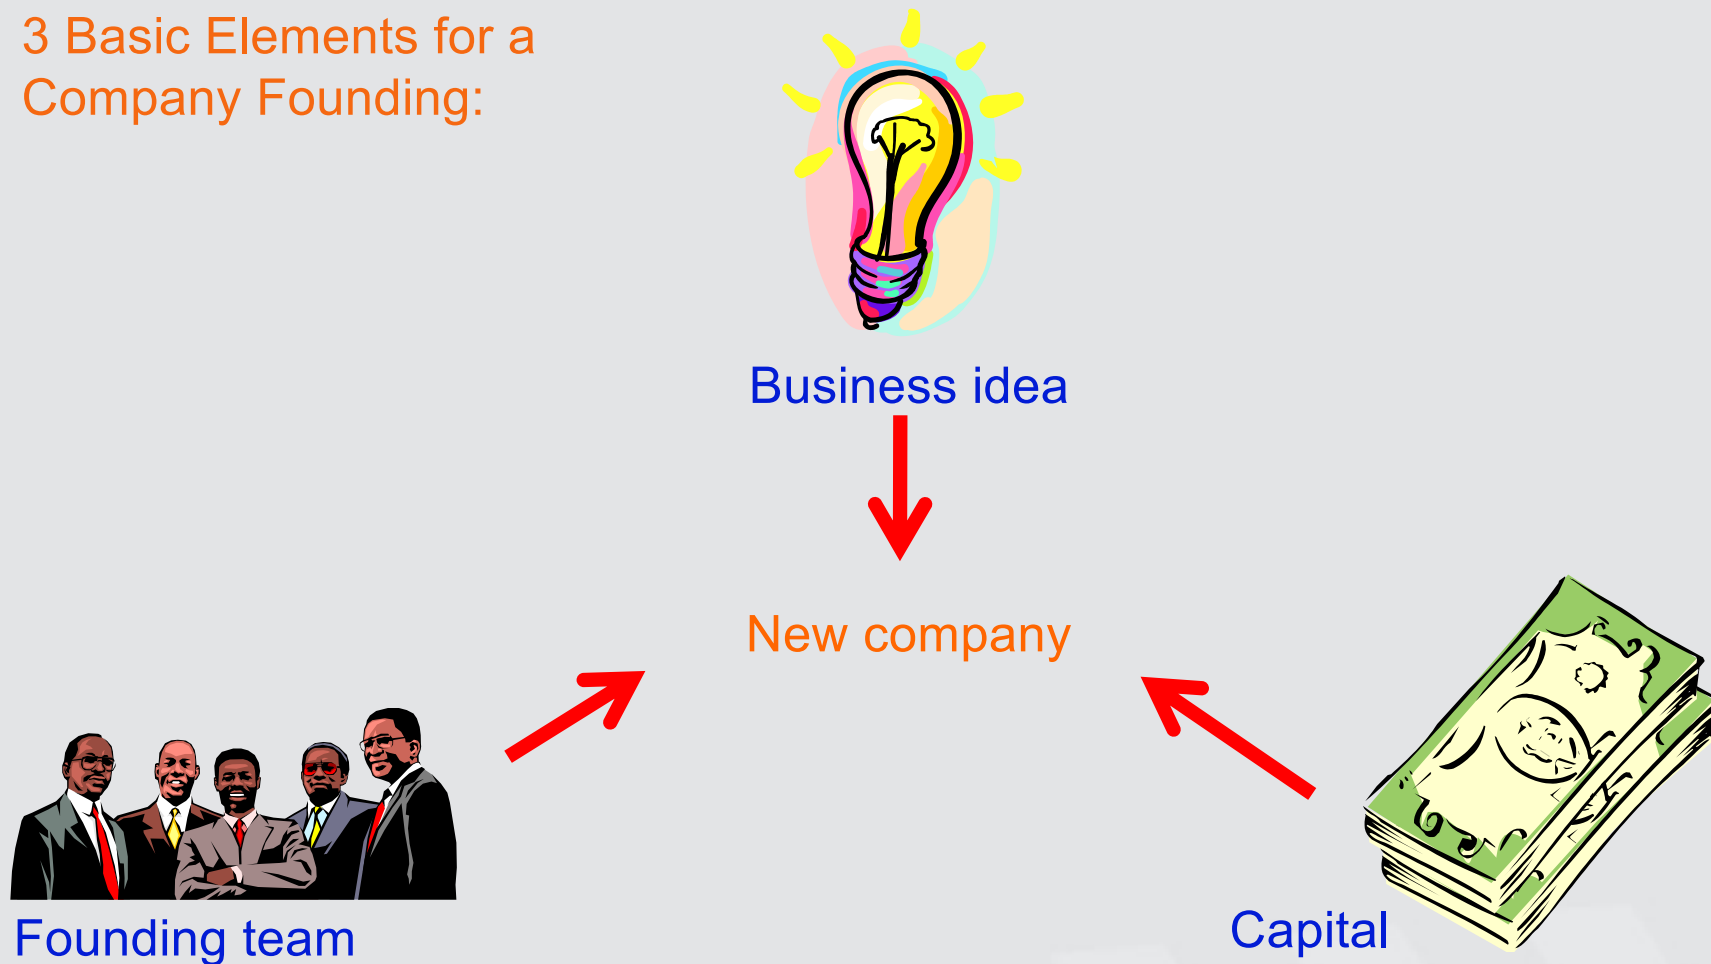 3 Basic Elements for a
Company Founding:
Business idea
New company
Founding team
Capital